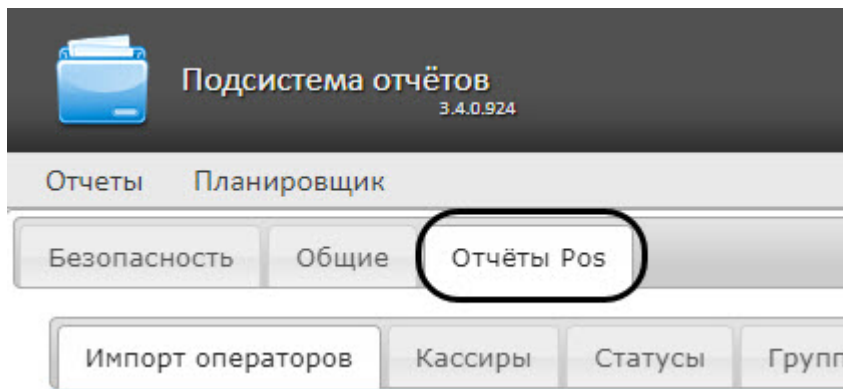 Подсистема отчётов
3.4.0.924
Отчеты Планировщик
Безопасность Общие Отчёты Pos
Импорт операторов Кассиры Статусы